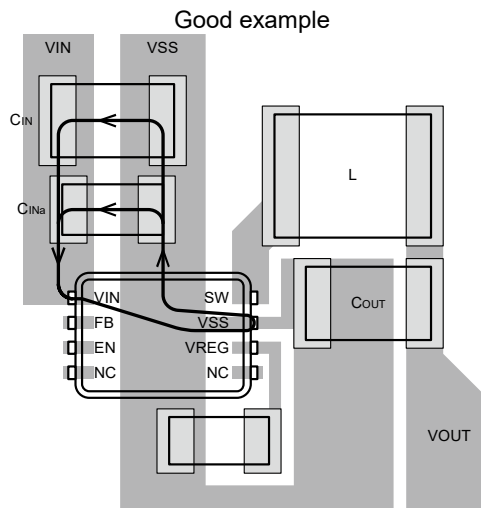 Good example
VIN VSS
CIN
L
CINa
VIN SW
COUT
FB VSS
EN VREG
NC NC
VOUT